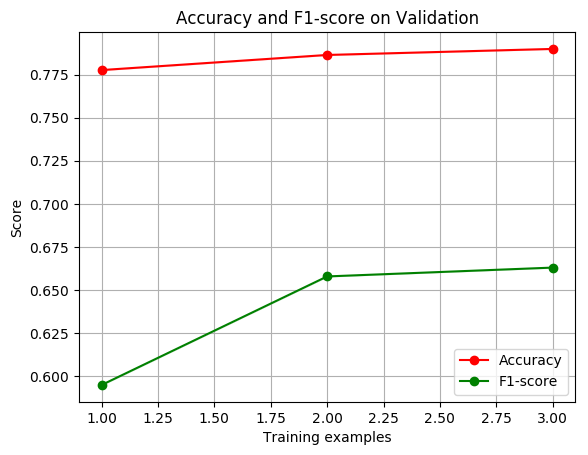 Accuracy and F1-score on Validation
Score
0.775
0.750
0.725
0.700
0.675
0.650
0.625
0.600
Accuracy
F1-score
1.00 1.25 1.50 1.75 2.00 2.25 2.50 2.75 3.00
Training examples